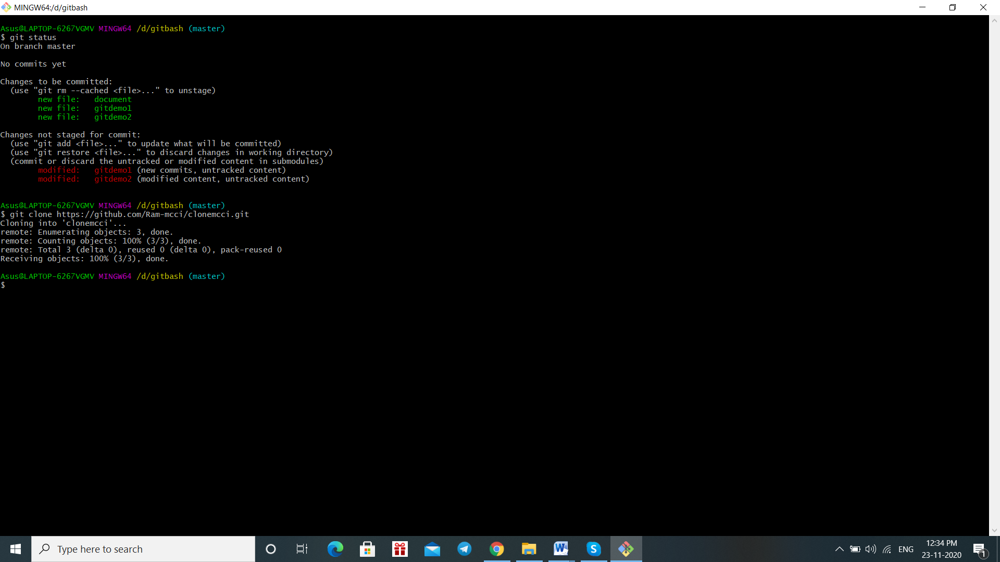 MINGW64:/d/gitbash
Asus@LAPTOP-6267VGMV MINGW64 /d/gitbash (master)
$ git status
On branch master
No commits yet
Changes to be committed:
  (use "git rm --cached <file>..." to unstage)
        new file:   document
        new file:   gitdemo1
        new file:   gitdemo2
Changes not staged for commit:
  (use "git add <file>..." to update what will be committed)
  (use "git restore <file>..." to discard changes in working directory)
  (commit or discard the untracked or modified content in submodules)
        modified:   gitdemo1 (new commits, untracked content)
        modified:   gitdemo2 (modified content, untracked content)
Asus@LAPTOP-6267VGMV MINGW64 /d/gitbash (master)
$ git clone https://github.com/Ram-mcci/clonemcci.git
Cloning into 'clonemcci'...
remote: Enumerating objects: 3, done.
remote: Counting objects: 100% (3/3), done.
remote: Total 3 (delta 0), reused 0 (delta 0), pack-reused 0
Receiving objects: 100% (3/3), done.
Asus@LAPTOP-6267VGMV MINGW64 /d/gitbash (master)
$
Type here to search
W
S
ENG
12:34 PM
23-11-2020
1